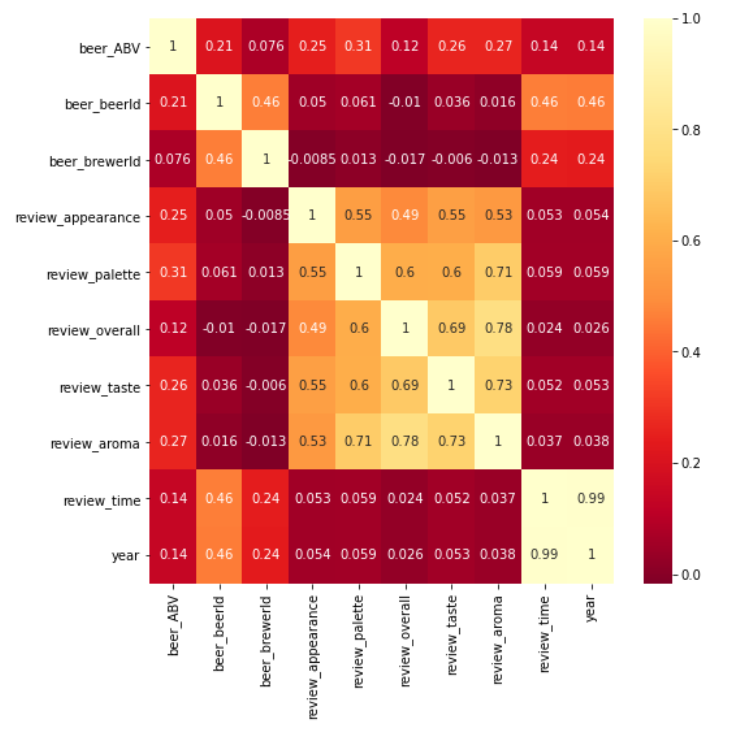 beer_ABV 1 0.21 0.076 0.25 0.31 0.12 0.26 0.27 0.14 0.14
beer_beerId 0.21 1 0.46 0.05 0.061 -0.01 0.036 0.016 0.46 0.46
beer_brewerId 0.076 0.46 1 -0.0085 0.013 -0.017 -0.006 -0.013 0.24 0.24
review_appearance 0.25 0.05 -0.0085 1 0.55 0.49 0.55 0.53 0.053 0.054
review_palette 0.31 0.061 0.013 0.55 1 0.6 0.6 0.71 0.059 0.059
review_overall 0.12 -0.01 -0.017 0.49 0.6 1 0.69 0.78 0.024 0.026
review_taste 0.26 0.036 -0.006 0.55 0.6 0.69 1 0.73 0.052 0.053
review_aroma 0.27 0.016 -0.013 0.53 0.71 0.78 0.73 1 0.037 0.038
review_time 0.14 0.46 0.24 0.053 0.059 0.024 0.052 0.037 1 0.99
year 0.14 0.46 0.24 0.054 0.059 0.026 0.053 0.038 0.99 1
beer_ABV
beer_beerId
beer_brewerId
review_appearance
review_palette
review_overall
review_taste
review_aroma
review_time
year
1.0
0.8
0.6
0.4
0.2
0.0